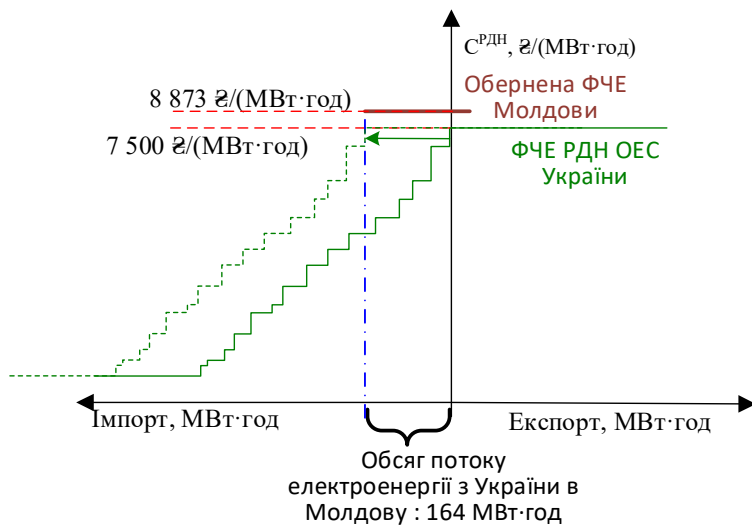 С^РДН, ₴/(МВт·год)
8 873 ₴/(МВт·год)
Обернена ФЧЕ
Молдови
7 500 ₴/(МВт·год)
ФЧЕ РДН ОЕС
України
Імпорт, МВт·год
Експорт, МВт·год
Обсяг потоку
електроенергії з України в
Молдову : 164 МВт·год